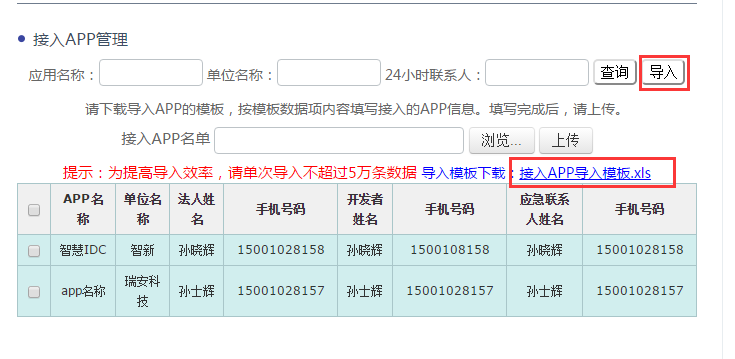 接入APP管理
应用名称： 单位名称： 24小时联系人： 查询 导入
请下载导入APP的模板，按模板数据项内容填写接入的APP信息。填写完成后，请上传。
接入APP名单 浏览... 上传
提示：为提高导入效率，请单次导入不超过5万条数据 导入模板下载：接入APP导入模板.xls
APP名称 单位名称 法人姓名 手机号码 开发者姓名 手机号码 应急联系人姓名 手机号码
智慧IDC 智新 孙晓辉 15001028158 孙晓辉 1500108158 孙晓辉 15001028158
app名称 瑞安科技 孙士辉 15001028157 孙士辉 15001028157 孙士辉 15001028157